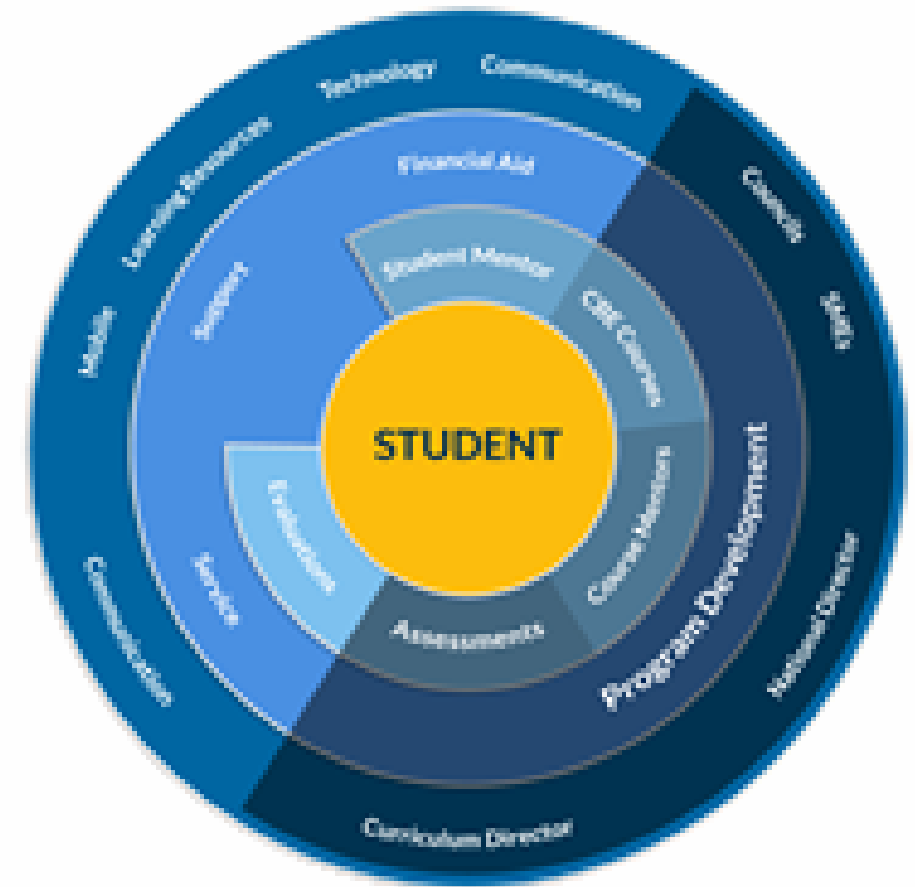 Communication
Technology
Learning Resources
Mobile
Communication
Councils
SMEs
National Director
Curriculum Director
Financial Aid
Support
Service
Program Development
Student Mentor
CBE Courses
Course Mentors
Assessments
Evaluations
STUDENT